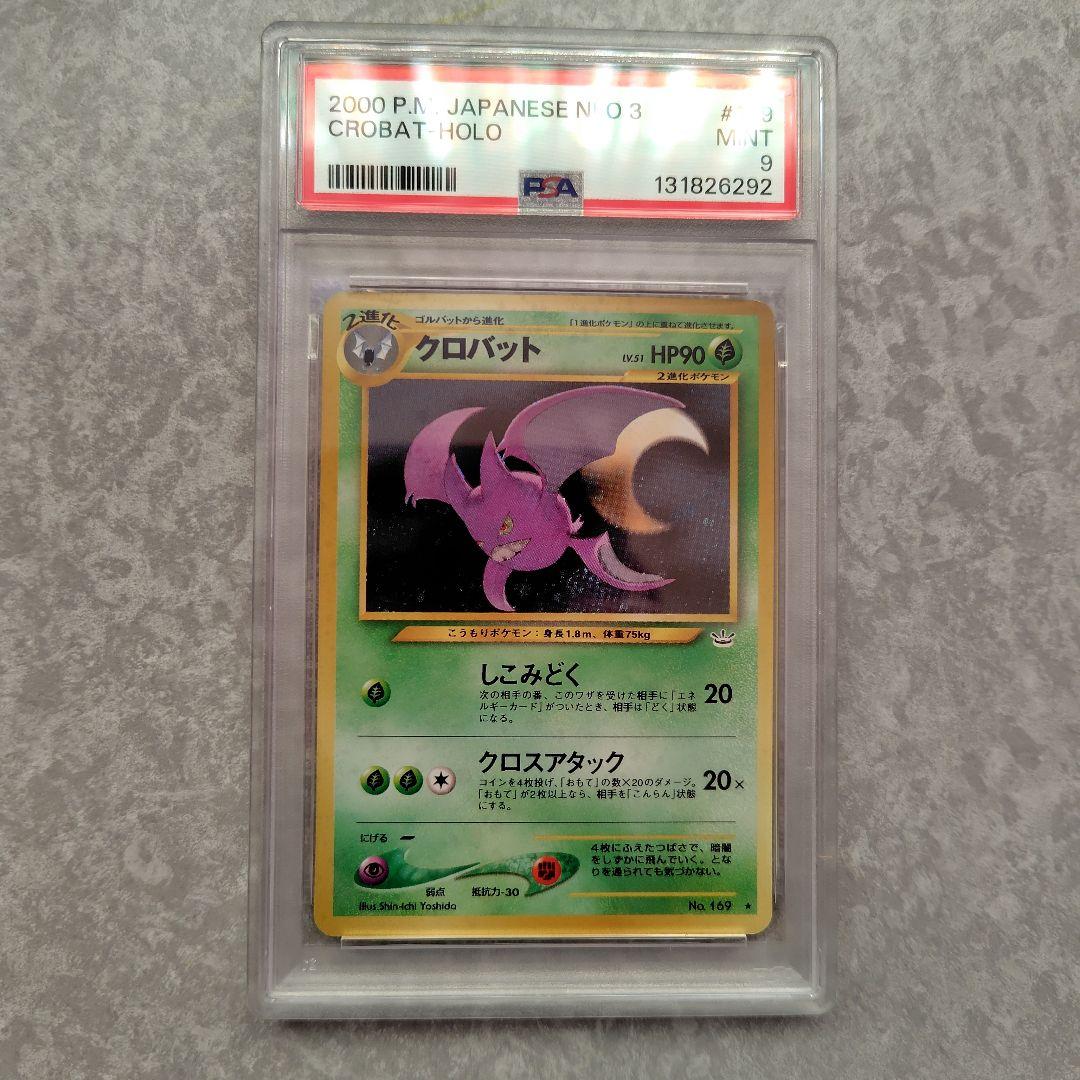 2000 P.M. JAPANESE NEO 3
CROBAT-HOLO
MINT
9
PSA
131826292
2進化
ゴルバットから進化
「1進化ポケモン」の上に重ねて進化させます。
クロバット
LV.51 HP90
2進化ポケモン
こうもりポケモン:身長1.8m、体重75kg
しこみどく
次の相手の番、このワザを受けた相手に「エネ
ルギーカード」がついたとき、相手は「どく」状態
になる。
20
クロスアタック
コインを4枚投げ、「おもて」の数×20のダメージ。
「おもて」が2枚以上なら、相手を「こんらん」状態
にする。
20×
にげる
弱点
抵抗力-30
4枚にふえたつばさで、暗闇
をしずかに飛んでいく。とな
りを通られても気づかない。
Illus.Shin-ichi Yoshida
No. 169 ★